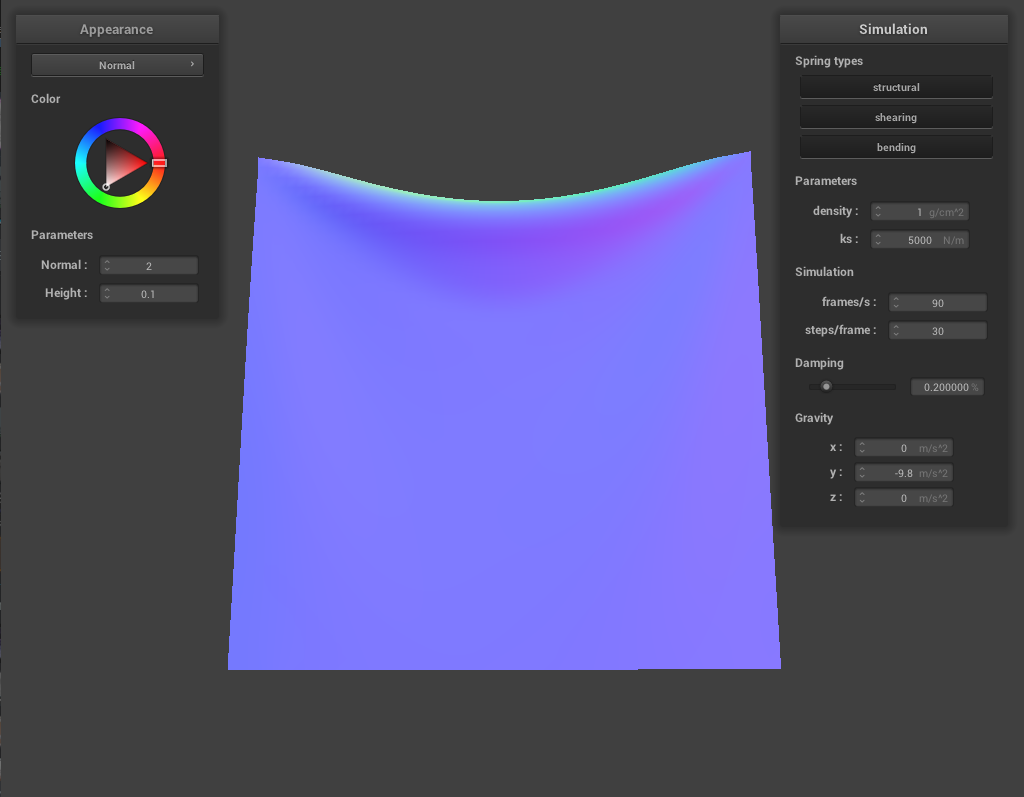 Appearance
Normal ›
Color
Parameters
Normal : 2
Height : 0.1
Simulation
Spring types
structural
shearing
bending
Parameters
density : 1 g/cm^2
ks : 5000 N/m
Simulation
frames/s : 90
steps/frame : 30
Damping
0.200000 %
Gravity
x : 0 m/s^2
y : -9.8 m/s^2
z : 0 m/s^2